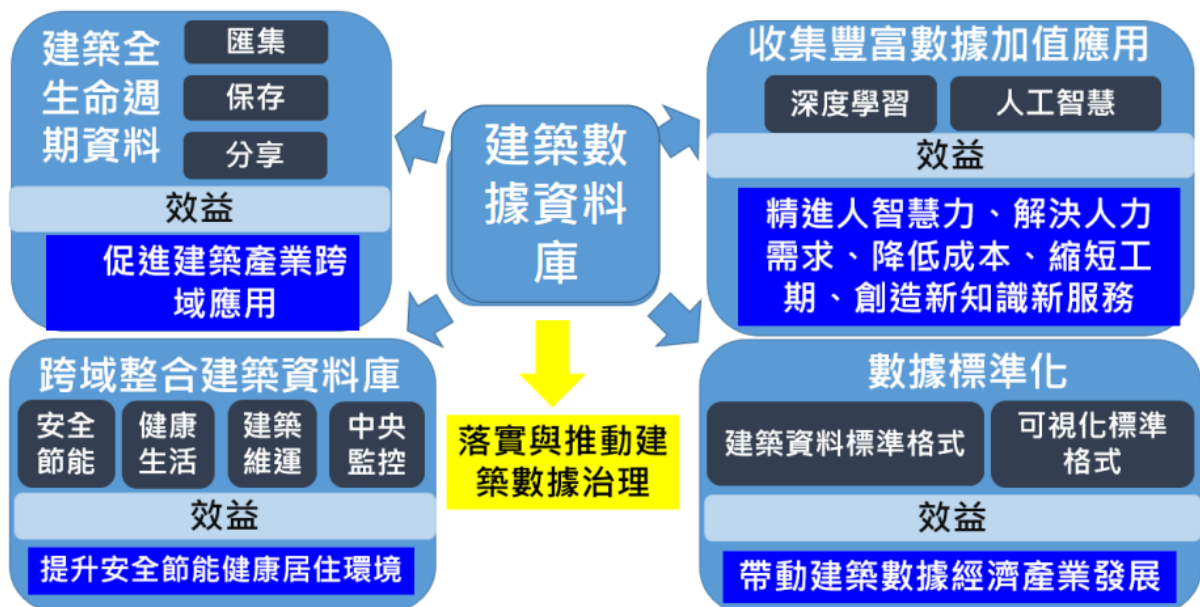 建築全
生命週
期資料
匯集
保存
分享
效益
促進建築產業跨
域應用
建築數
據資料
庫
收集豐富數據加值應用
深度學習
人工智慧
效益
精進人智慧力、解決人力
需求、降低成本、縮短工
期、創造新知識新服務
跨域整合建築資料庫
安全
節能
健康
生活
建築
維運
中央
監控
效益
提升安全節能健康居住環境
落實與推動建
築數據治理
數據標準化
建築資料標準格式
可視化標準
格式
效益
帶動建築數據經濟產業發展